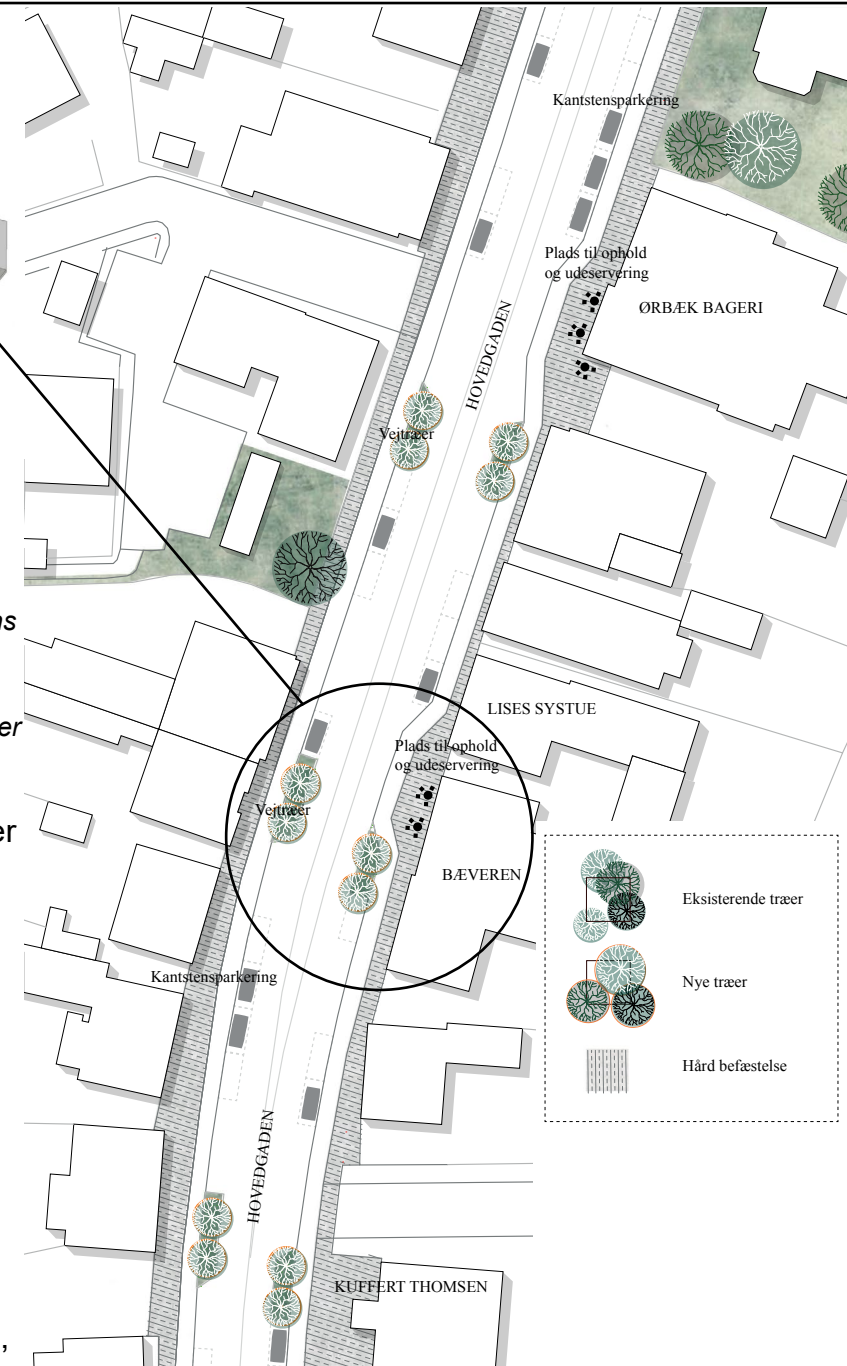 Kantstensparkering
Plads til ophold
og udeservering
ØRBÆK BAGERI
HOVEDGADEN
Vejtræer
LISES SYSTUE
Plads til ophold
og udeservering
Vejtræer
BÆVEREN
Kantstensparkering
HOVEDGADEN
KUFFERT THOMSEN
Eksisterende træer
Nye træer
Hård befæstelse